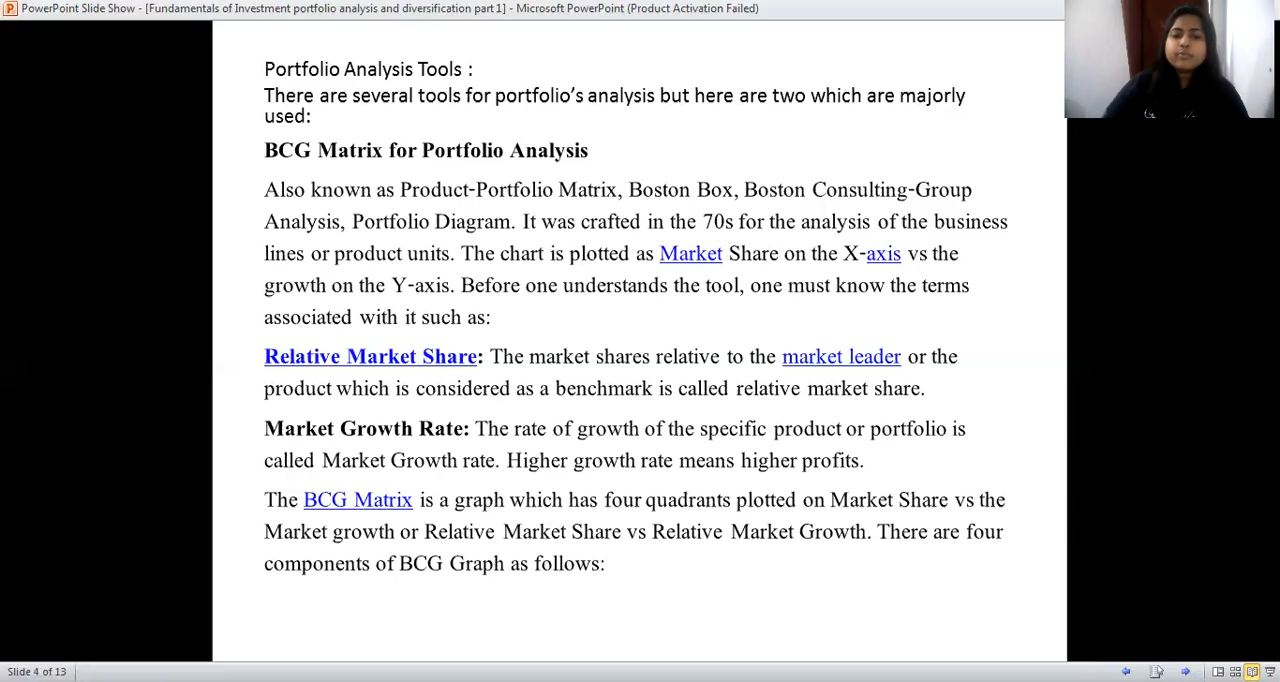 PowerPoint Slide Show - [Fundamentals of Investment portfolio analysis and diversification part 1] - Microsoft PowerPoint (Product Activation Failed)
Portfolio Analysis Tools :
There are several tools for portfolio's analysis but here are two which are majorly
used:
BCG Matrix for Portfolio Analysis
Also known as Product-Portfolio Matrix, Boston Box, Boston Consulting-Group
Analysis, Portfolio Diagram. It was crafted in the 70s for the analysis of the business
lines or product units. The chart is plotted as Market Share on the X-axis vs the
growth on the Y-axis. Before one understands the tool, one must know the terms
associated with it such as:
Relative Market Share: The market shares relative to the market leader or the
product which is considered as a benchmark is called relative market share.
Market Growth Rate: The rate of growth of the specific product or portfolio is
called Market Growth rate. Higher growth rate means higher profits.
The BCG Matrix is a graph which has four quadrants plotted on Market Share vs the
Market growth or Relative Market Share vs Relative Market Growth. There are four
components of BCG Graph as follows:
Slide 4 of 13